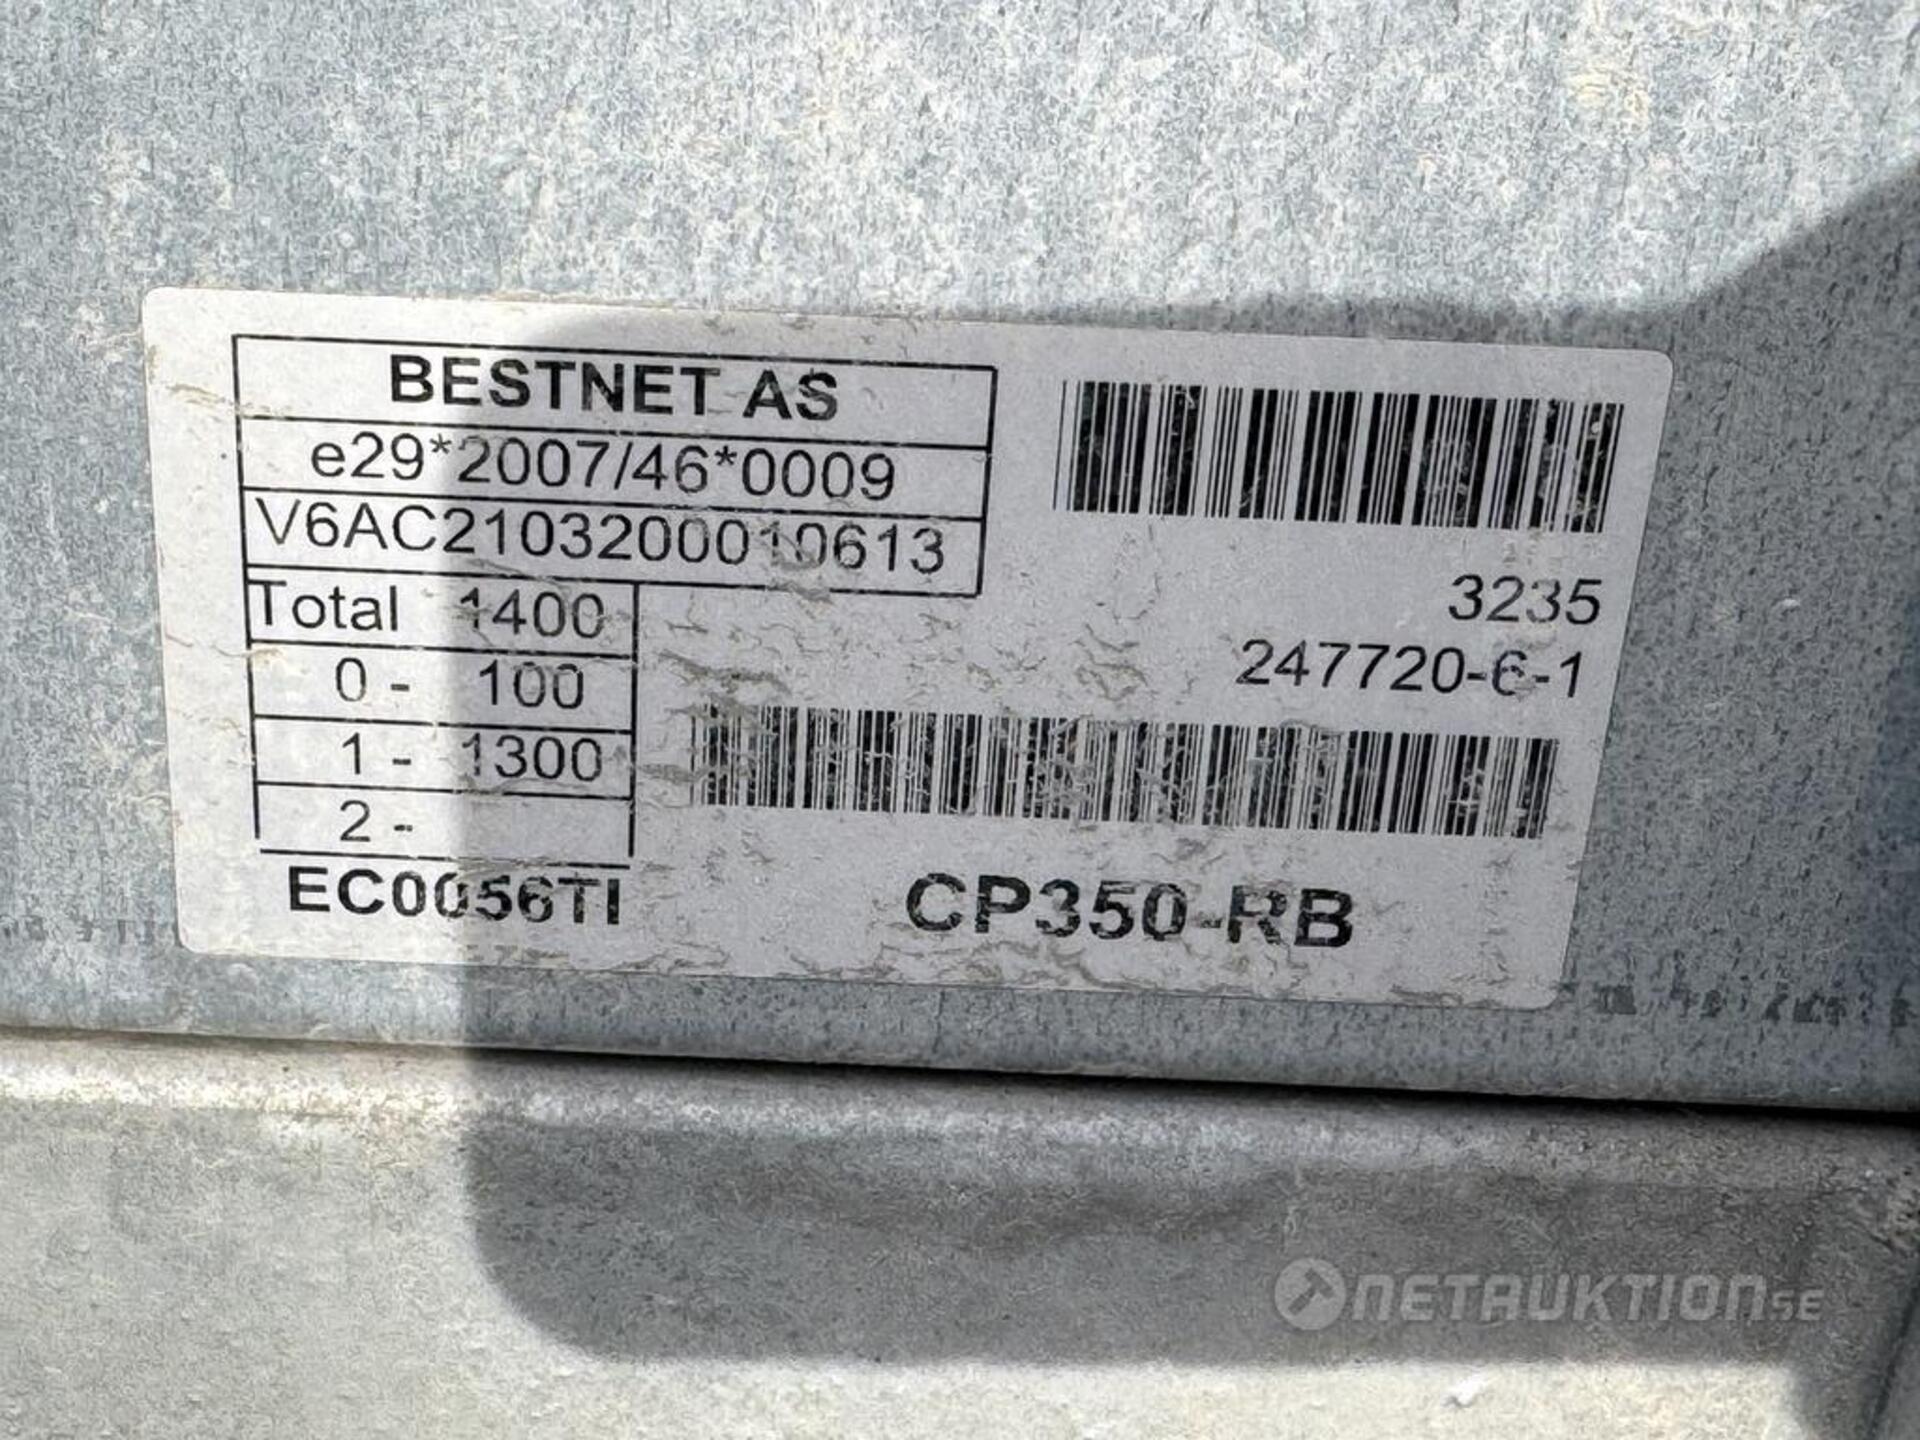 BESTNET AS
e29*2007/46*0009
V6AC2103200010613
Total 1400
0 - 100
1 - 1300
2 -
EC0056TI
3235
247720-6-1
CP350-RB
NETAUKTION.SE